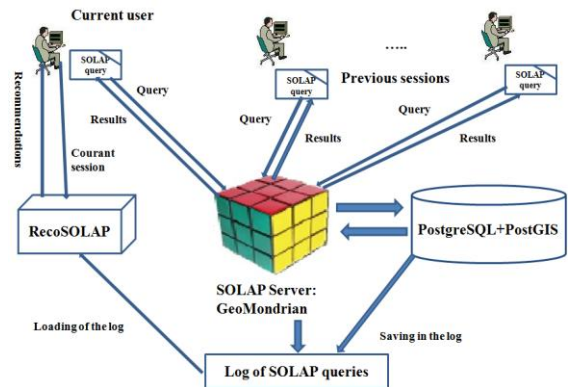 Current user
SOLAP
query
.....
SOLAP
query
Previous sessions
SOLAP
query
Recommendations
Query
Results
Query
Results
Query
Results
Courant
session
RecoSOLAP
PostgreSQL+PostGIS
SOLAP Server:
GeoMondrian
Loading of the log
Saving in the log
Log of SOLAP queries